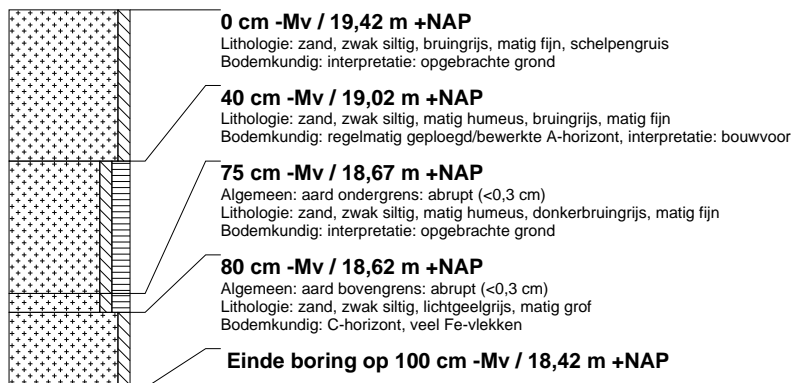 0 cm -Mv / 19,42 m +NAP
Lithologie: zand, zwak siltig, bruingrijs, matig fijn, schelpengruis
Bodemkundig: interpretatie: opgebrachte grond
40 cm -Mv / 19,02 m +NAP
Lithologie: zand, zwak siltig, matig humeus, bruingrijs, matig fijn
Bodemkundig: regelmatig geploegd/bewerkte A-horizont, interpretatie: bouwvoor
75 cm -Mv / 18,67 m +NAP
Algemeen: aard ondergrens: abrupt (<0,3 cm)
Lithologie: zand, zwak siltig, matig humeus, donkerbruingrijs, matig fijn
Bodemkundig: interpretatie: opgebrachte grond
80 cm -Mv / 18,62 m +NAP
Algemeen: aard bovengrens: abrupt (<0,3 cm)
Lithologie: zand, zwak siltig, lichtgeelgrijs, matig grof
Bodemkundig: C-horizont, veel Fe-vlekken
Einde boring op 100 cm -Mv / 18,42 m +NAP